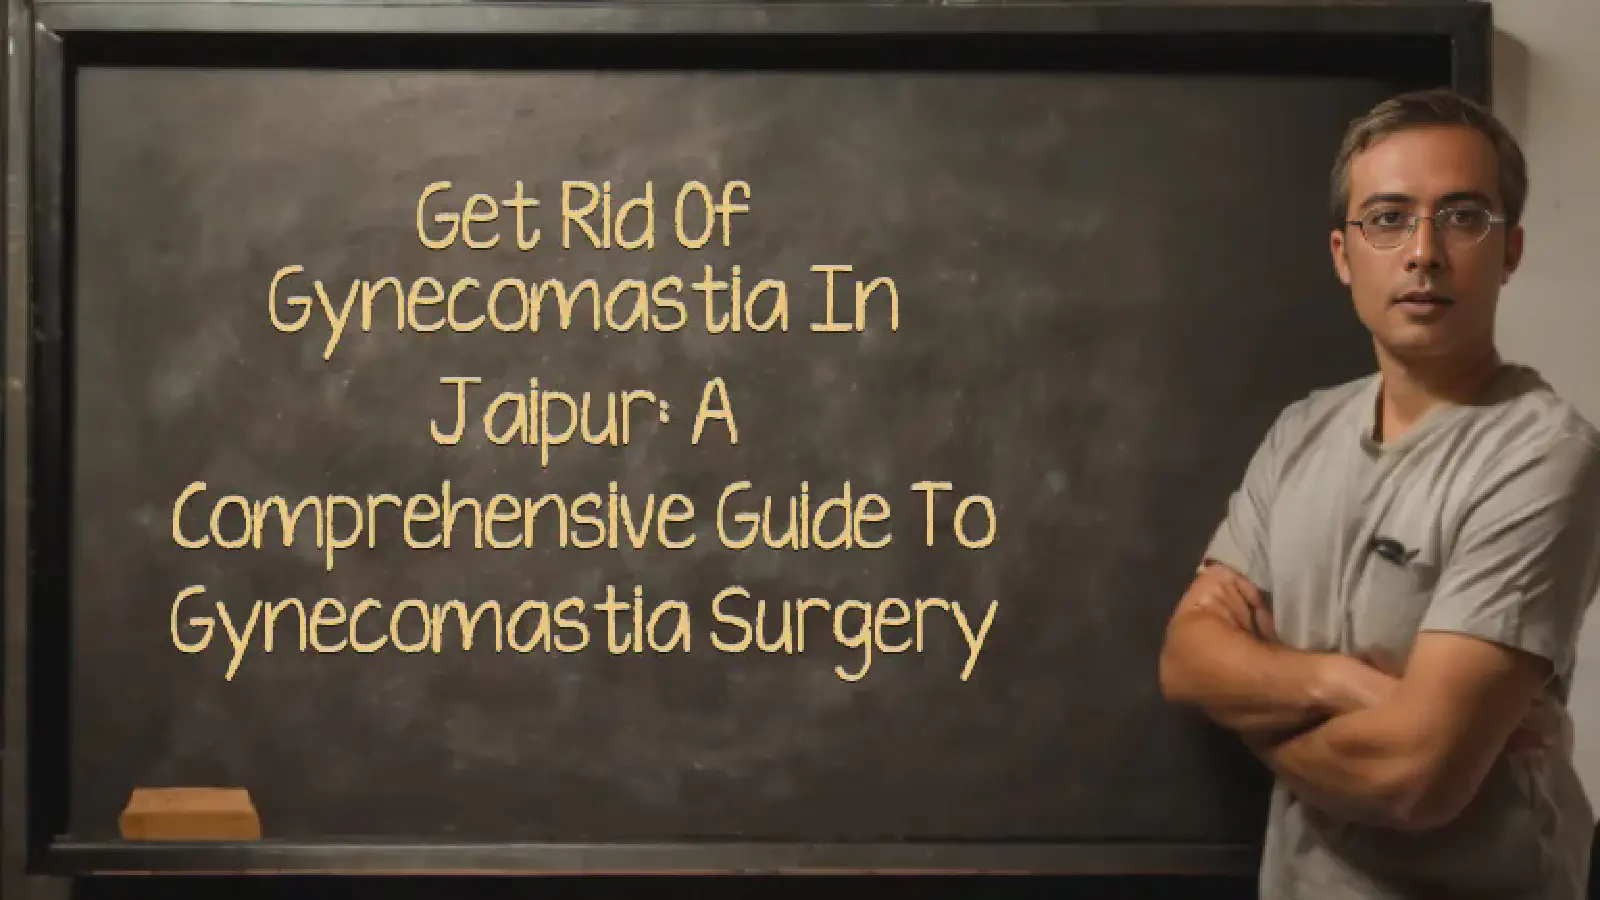 Get Rid Of
Gynecomastia In
Jaipur: A
Comprehensive Guide To
Gynecomastia Surgery